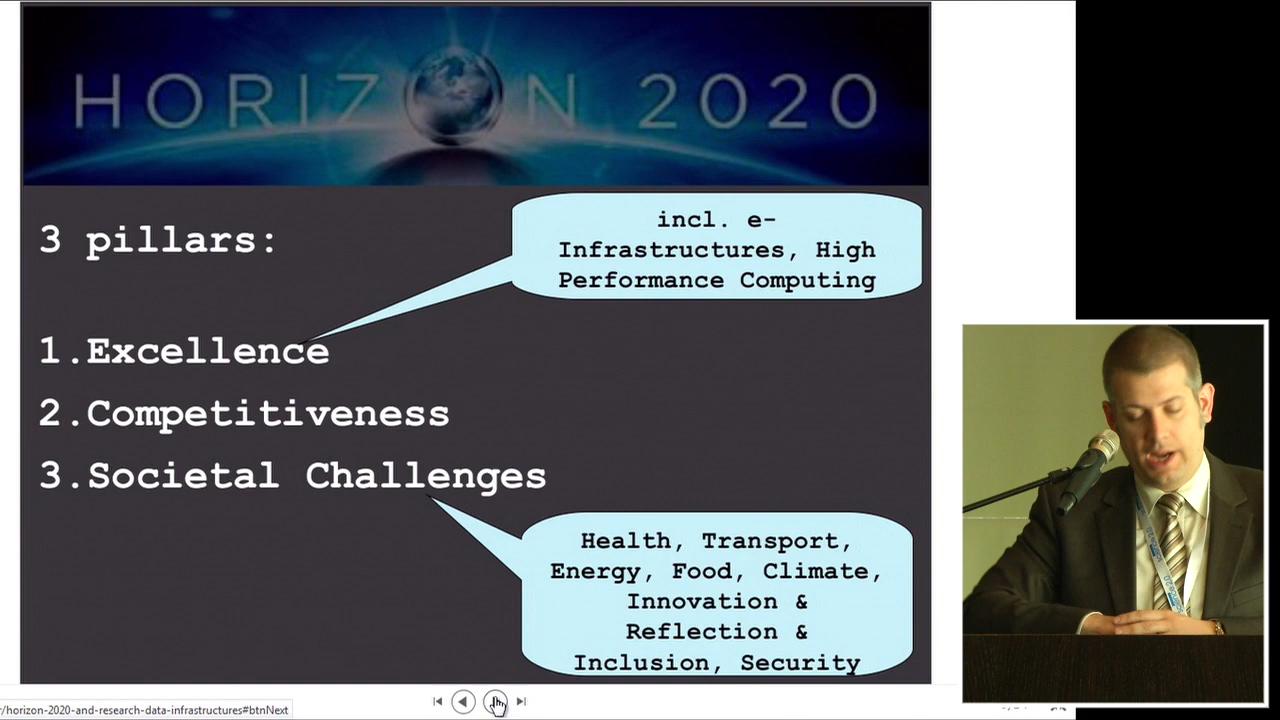 HORIZON 2020
3 pillars:
incl. e-
Infrastructures, High
Performance Computing
1.Excellence
2.Competitiveness
3.Societal Challenges
Health, Transport,
Energy, Food, Climate,
Innovation &
Reflection &
Inclusion, Security
r/horizon-2020-and-research-data-infrastructures#btnNext